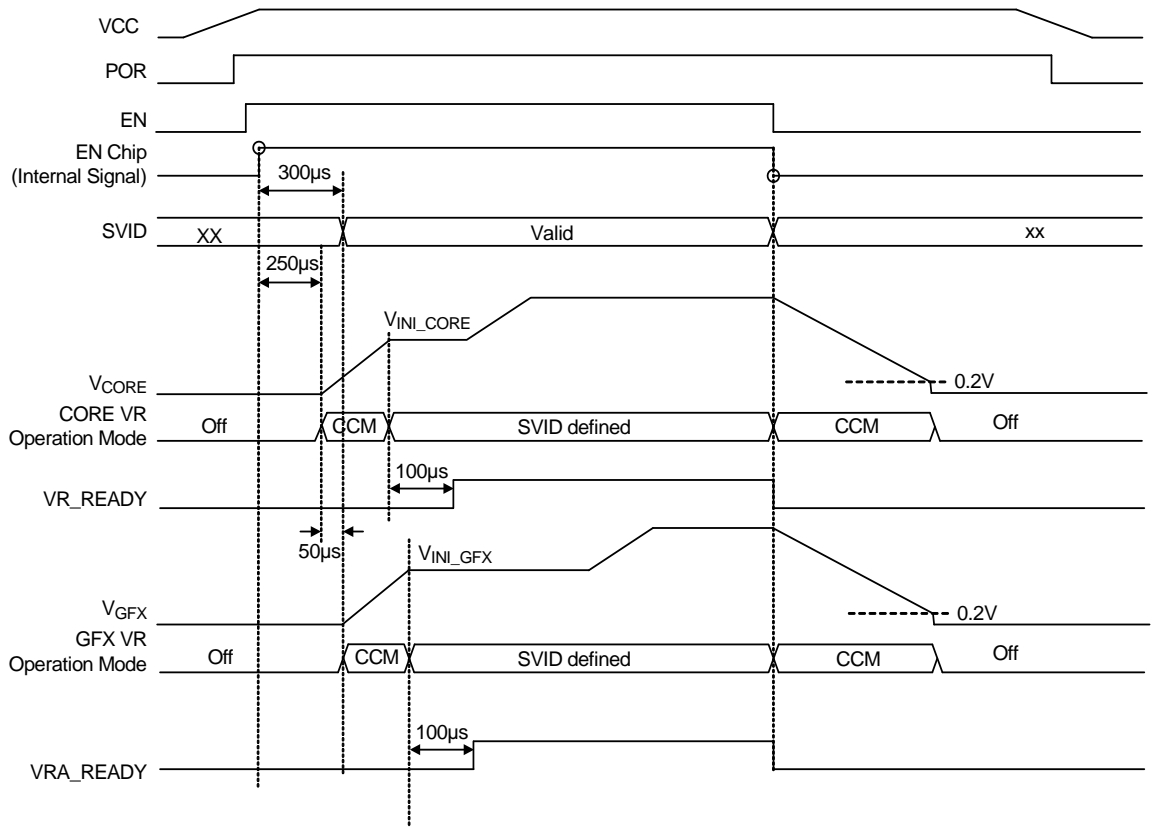 VCC
POR
EN
EN Chip
(Internal Signal)
300µs
SVID
XX
Valid
xx
250µs
VINI_CORE
VCORE
0.2V
CORE VR
Operation Mode
Off
CCM
SVID defined
CCM
Off
100µs
VR_READY
50µs
VINI_GFX
VGFX
0.2V
GFX VR
Operation Mode
Off
CCM
SVID defined
CCM
Off
100µs
VRA_READY